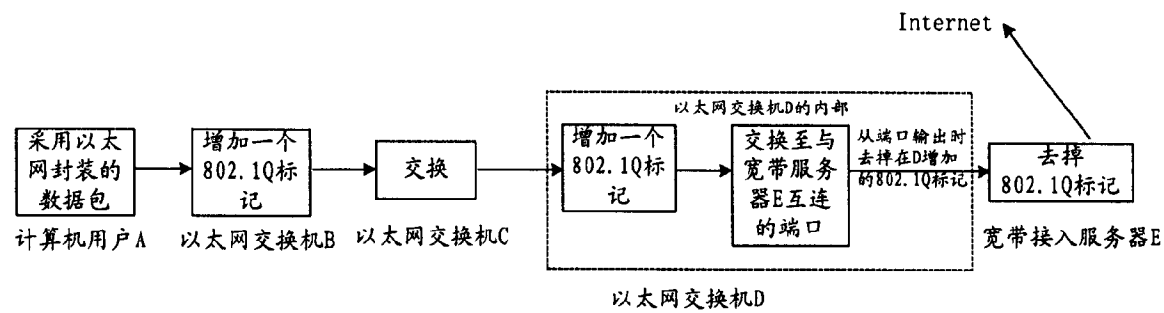 Internet
以太网交换机D的内部
采用以太
网封装的
数据包
增加一个
802.1Q标
记
交换
增加一个
802.1Q标
记
交换至与
宽带服务
器E互连
的端口
从端口输出时
去掉在D增加
的802.1Q标记
去掉
802.1Q标记
计算机用户A
以太网交换机B
以太网交换机C
宽带接入服务器E
以太网交换机D